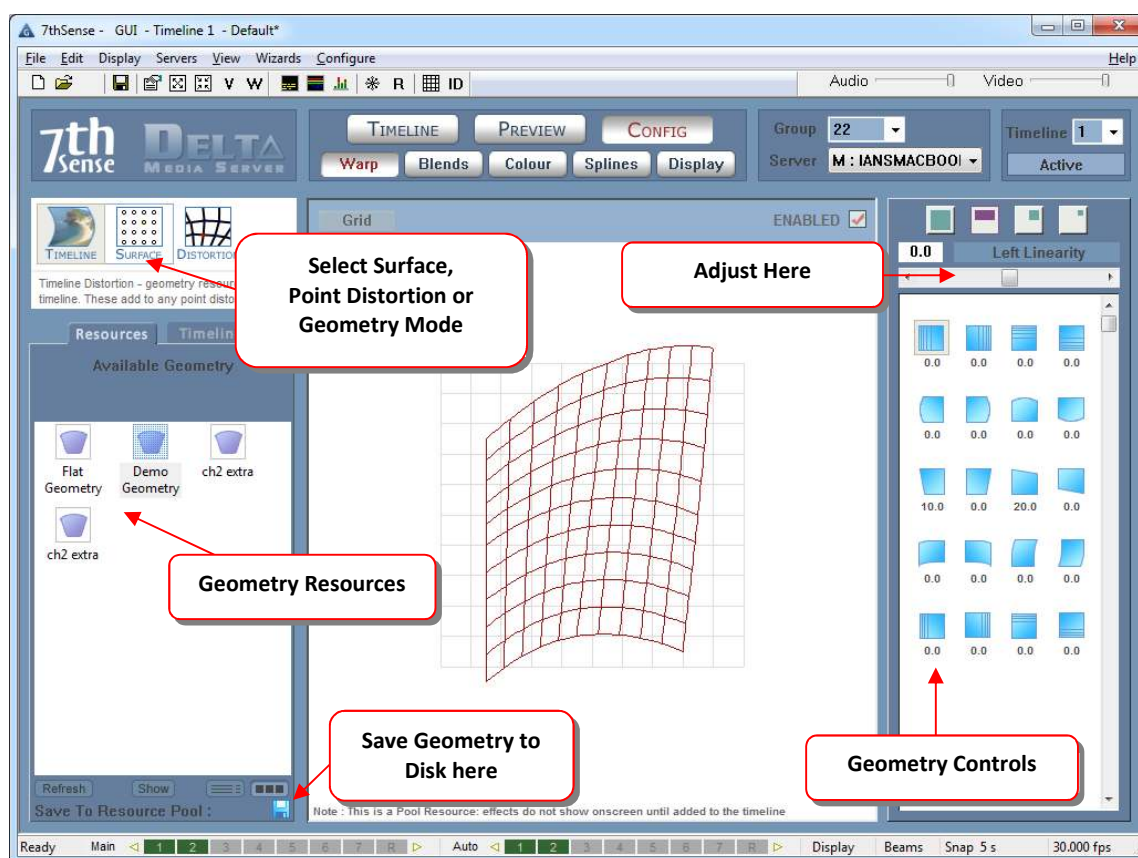 7thSense - GUI - Timeline 1 - Default*
File Edit Display Servers View Wizards Configure Help
V W R ID Audio Video
7th Sense DELTA MEDIA SERVER
TIMELINE PREVIEW CONFIG
Warp Blends Colour Splines Display
Group 22
Server M : IANSMACBOO
Timeline 1
Active
TIMELINE SURFACE DISTORTION
Timeline Distortion - geometry
timeline. These add to any point
Resources
Available Geometry
Flat Geometry
Demo Geometry
ch2 extra
ch2 extra
Refresh Show
Save To Resource Pool :
Grid ENABLED
Select Surface,
Point Distortion or
Geometry Mode
Adjust Here
Geometry Resources
Save Geometry to
Disk here
Geometry Controls
Note : This is a Pool Resource: effects do not show onscreen until added to the timeline
0.0 Left Linearity
0.0 0.0 0.0 0.0
0.0 0.0 0.0 0.0
10.0 0.0 20.0 0.0
0.0 0.0 0.0 0.0
0.0 0.0 0.0 0.0
Ready Main 1 2 3 4 5 6 7 R Auto 1 2 3 4 5 6 7 R Display Beams Snap 5 s 30.000 fps